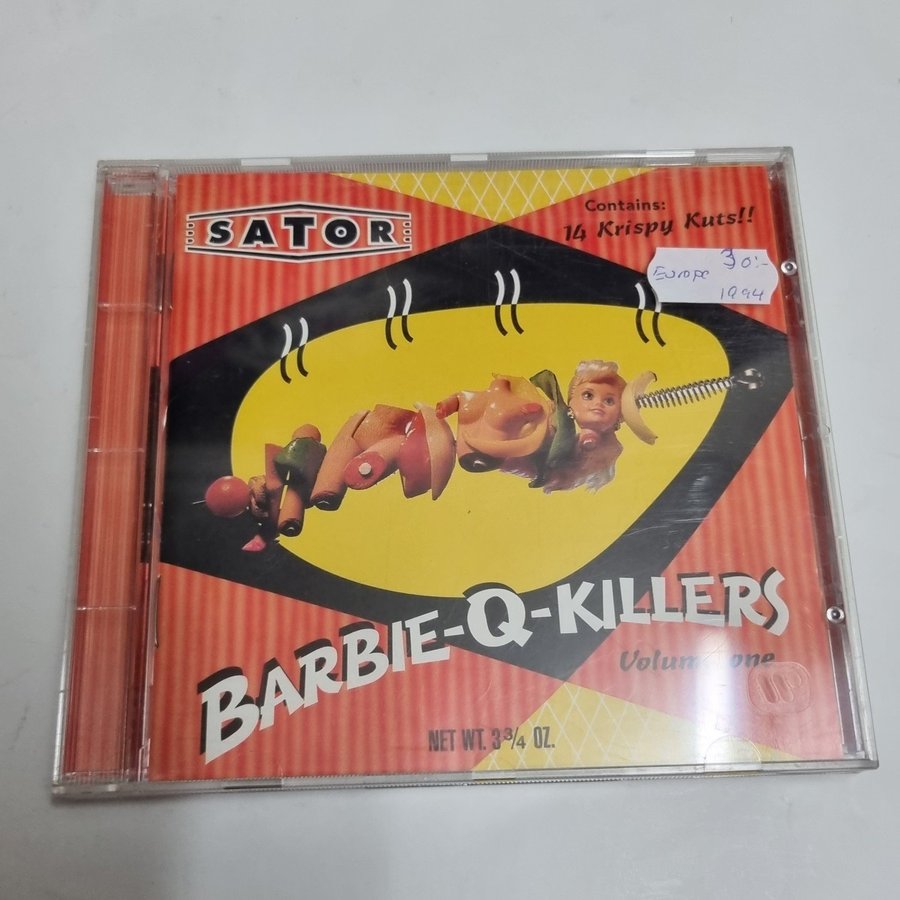 SATOR
Contains:
14 Krispy Kuts!!
Europe 30:-
1994
BARBIE-Q-KILLERS
Volume one
NET WT. 3 3/4 OZ.